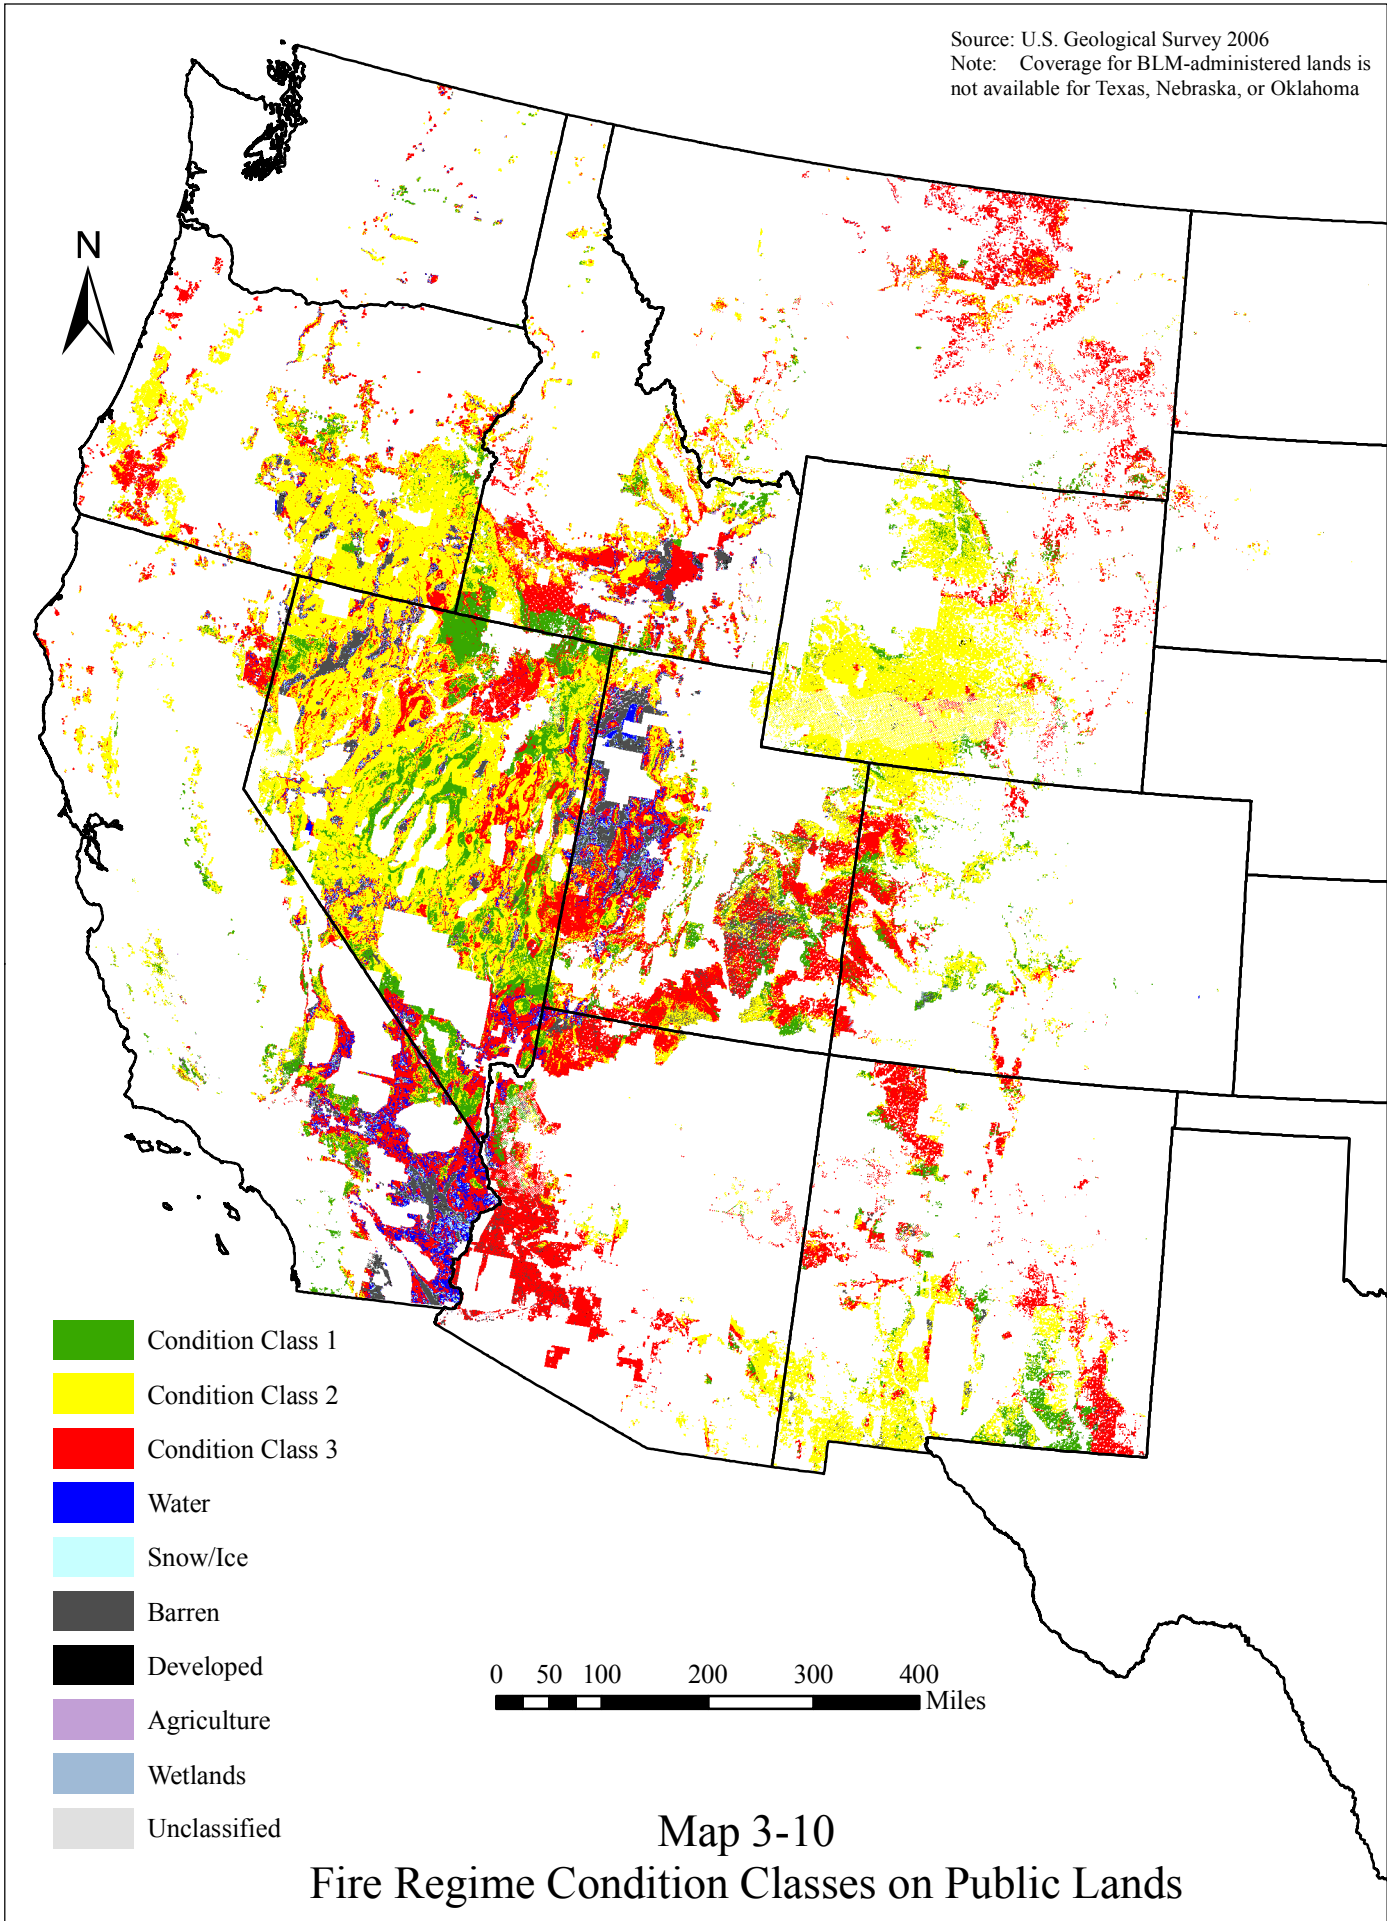 Source: U.S. Geological Survey 2006
Note: Coverage for BLM-administered lands is
not available for Texas, Nebraska, or Oklahoma
N
Condition Class 1
Condition Class 2
Condition Class 3
Water
Snow/Ice
Barren
Developed
Agriculture
Wetlands
Unclassified
0 50 100 200 300 400
Miles
Map 3-10
Fire Regime Condition Classes on Public Lands